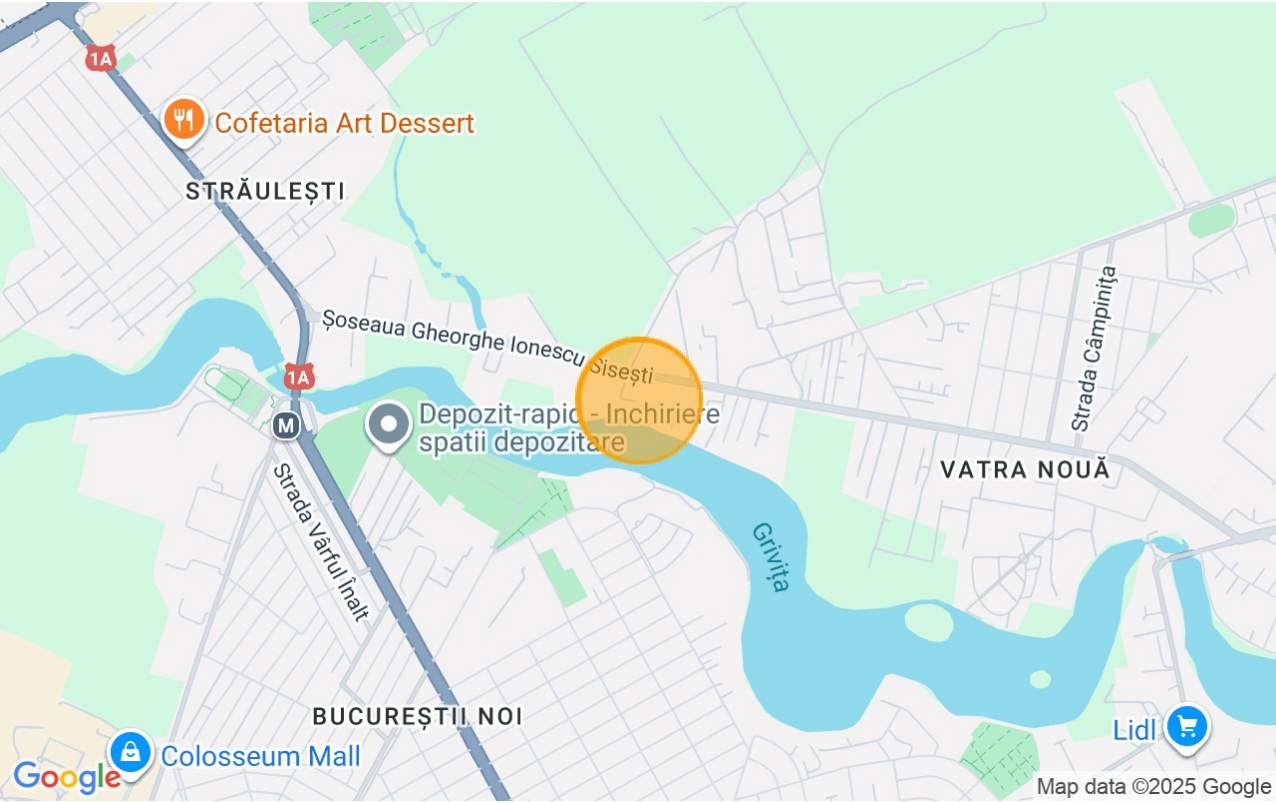 1A
Cofetaria Art Dessert
STRĂULEȘTI
Șoseaua Gheorghe Ionescu Sisești
Strada Câmpinița
1A
Depozit-rapid - Inchiriere
spatii depozitare
M
VATRA NOUĂ
Strada Vârful Înalt
Grivița
BUCUREȘTII NOI
Lidl
Colosseum Mall
Google
Map data ©2025 Google